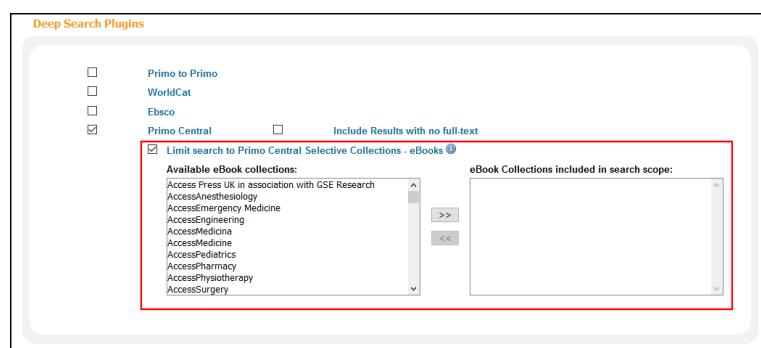 Deep Search Plugins
Primo to Primo
WorldCat
Ebsco
Primo Central Include Results with no full-text
Limit search to Primo Central Selective Collections - eBooks
Available eBook collections: eBook Collections included in search scope:
Access Press UK in association with GSE Research
AccessAnesthesiology
AccessEmergency Medicine
AccessEngineering
AccessMedicina
AccessMedicine
AccessPediatrics
AccessPharmacy
AccessPhysiotherapy
AccessSurgery
>>
<<